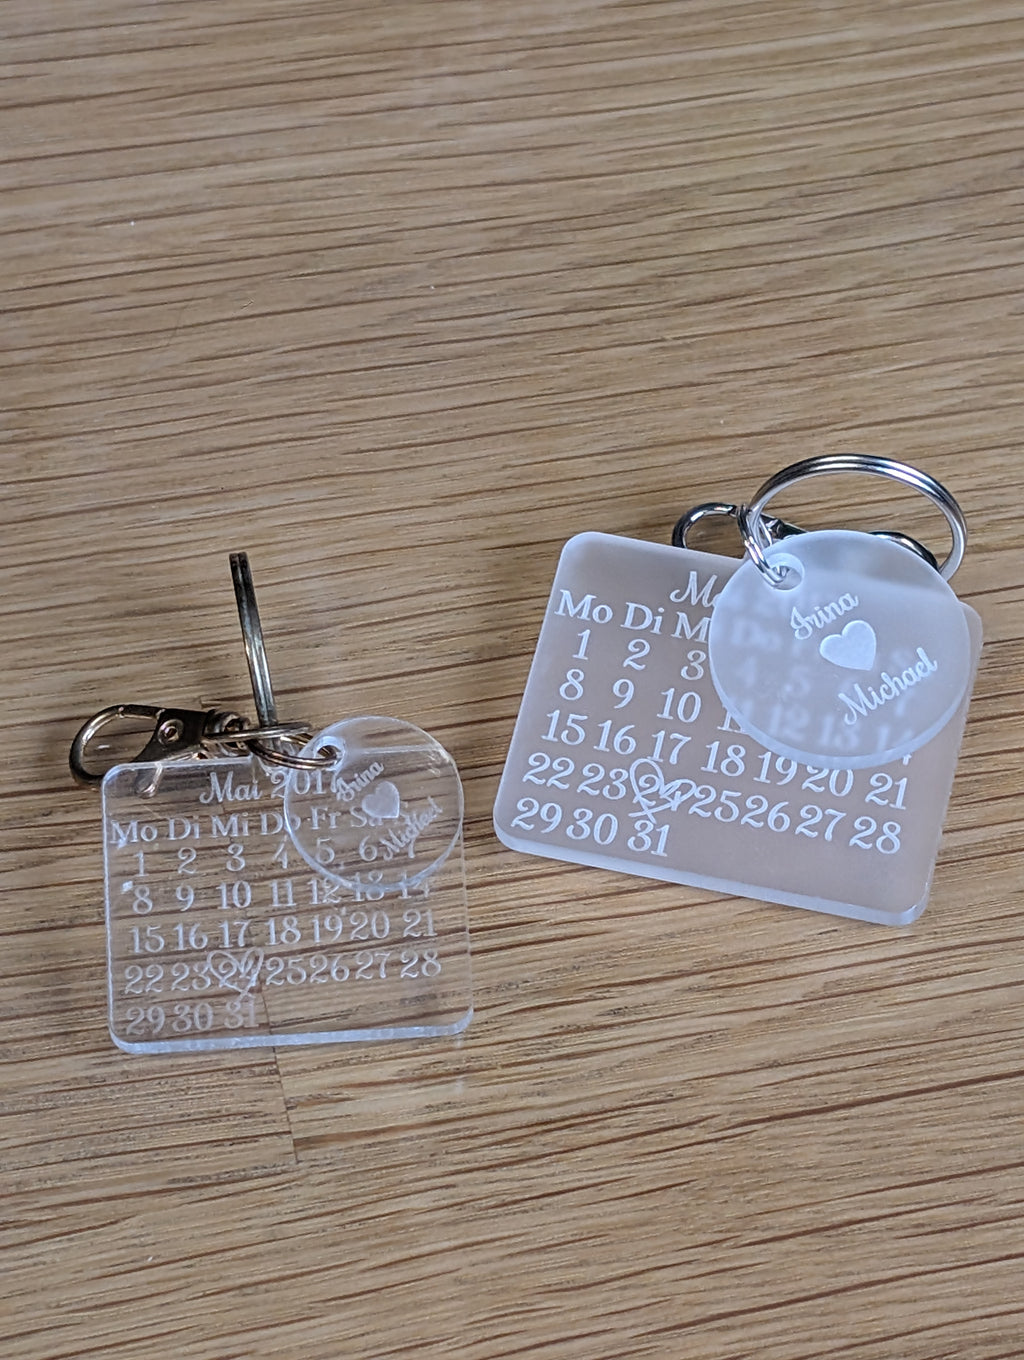 Mai 201
Mo Di Mi Do Fr
1 2 3 4 5 6 7
8 9 10 11 12 13 14
15 16 17 18 19 20 21
22 23 24 25 26 27 28
29 30 31
Irina
Michael
Mo Di M
1 2 3
8 9 10
15 16 17 18 19 20 21
22 23 24 25 26 27 28
29 30 31
Irina
Michael